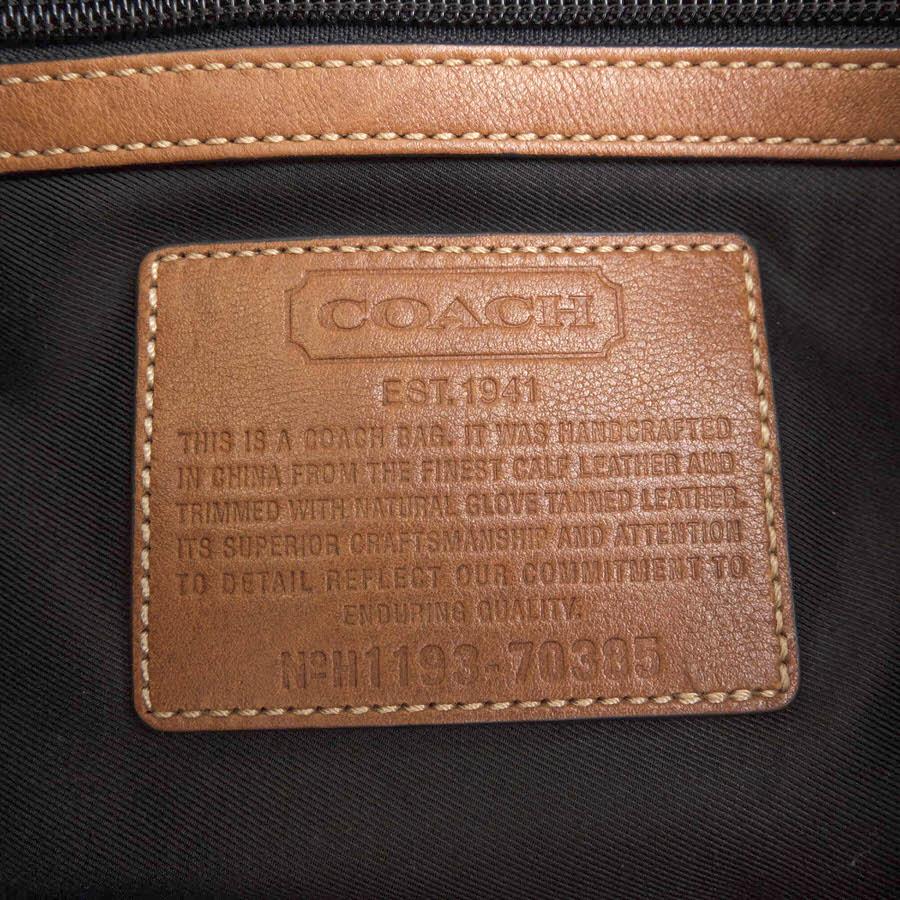 COACH
EST. 1941
THIS IS A COACH BAG. IT WAS HANDCRAFTED
IN CHINA FROM THE FINEST CALF LEATHER AND
TRIMMED WITH NATURAL GLOVE TANNED LEATHER.
ITS SUPERIOR CRAFTSMANSHIP AND ATTENTION
TO DETAIL REFLECT OUR COMMITMENT TO
ENDURING QUALITY.
Nº H1193-70385